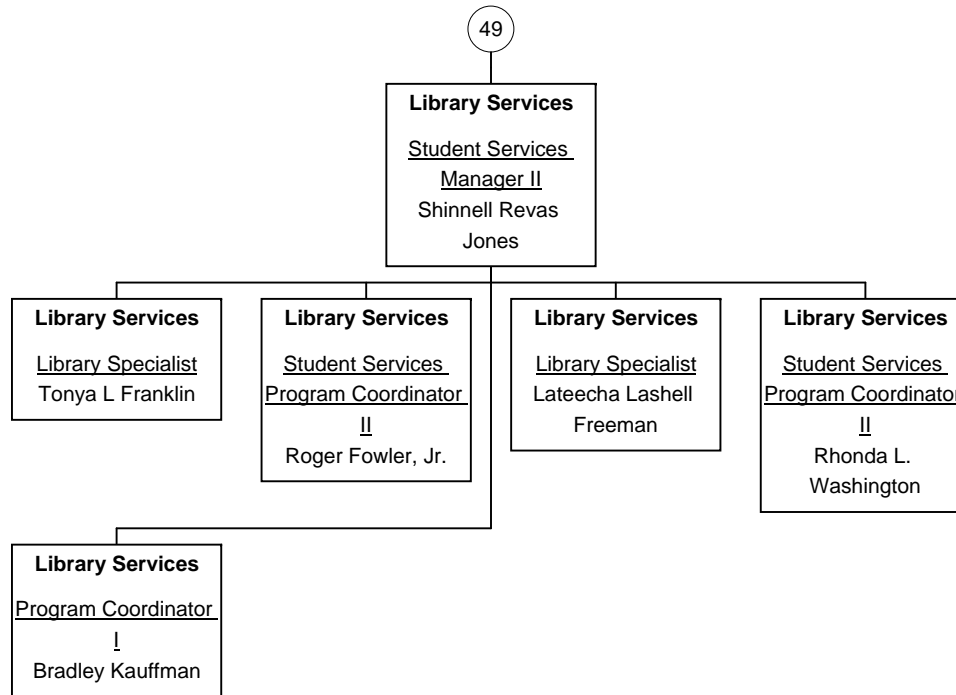 49
Library Services
Student Services
Manager II
Shinnell Revas
Jones
Library Services
Library Specialist
Tonya L Franklin
Library Services
Student Services
Program Coordinator
II
Roger Fowler, Jr.
Library Services
Library Specialist
Lateecha Lashell
Freeman
Library Services
Student Services
Program Coordinator
II
Rhonda L.
Washington
Library Services
Program Coordinator
I
Bradley Kauffman